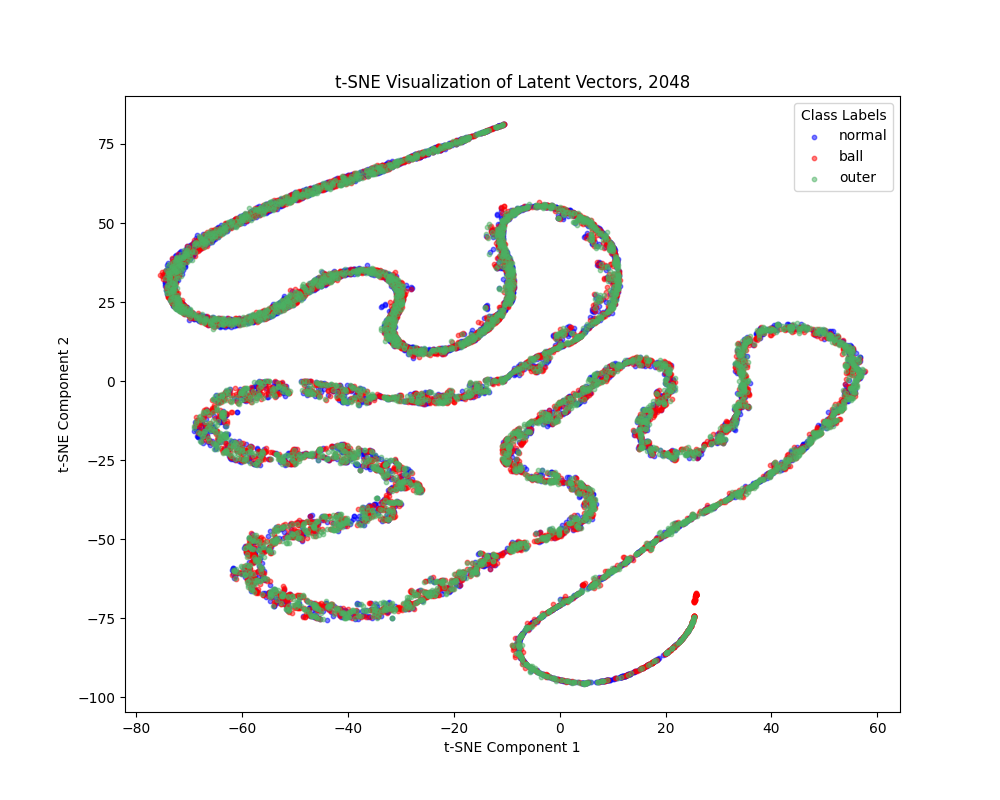 t-SNE Visualization of Latent Vectors, 2048
Class Labels
normal
ball
outer
75
50
25
0
−25
−50
−75
−100
t-SNE Component 2
−80
−60
−40
−20
0
20
40
60
t-SNE Component 1